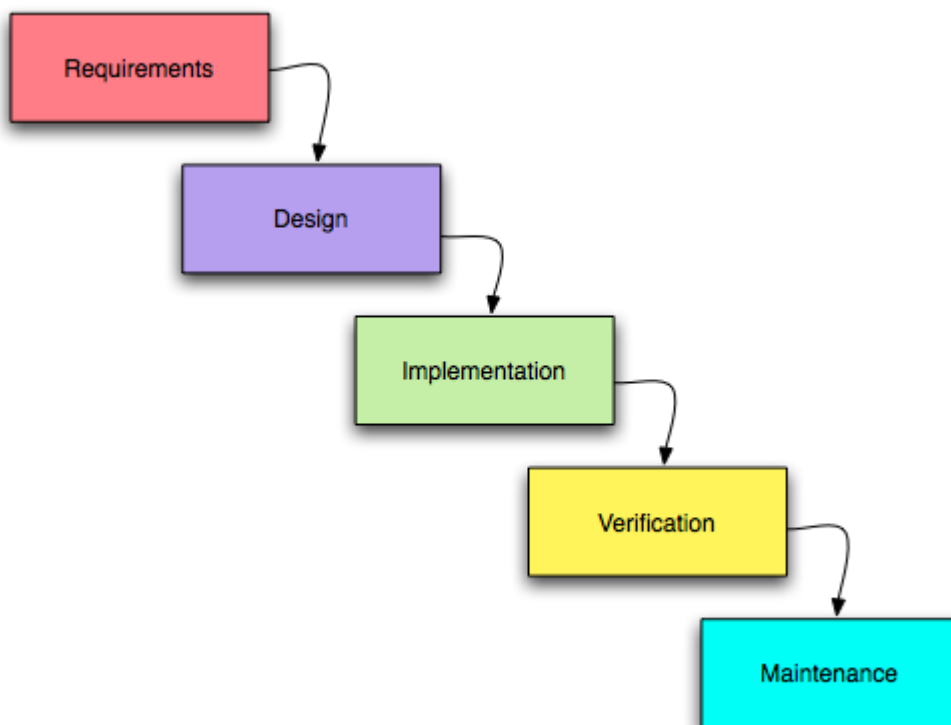 Requirements
Design
Implementation
Verification
Maintenance